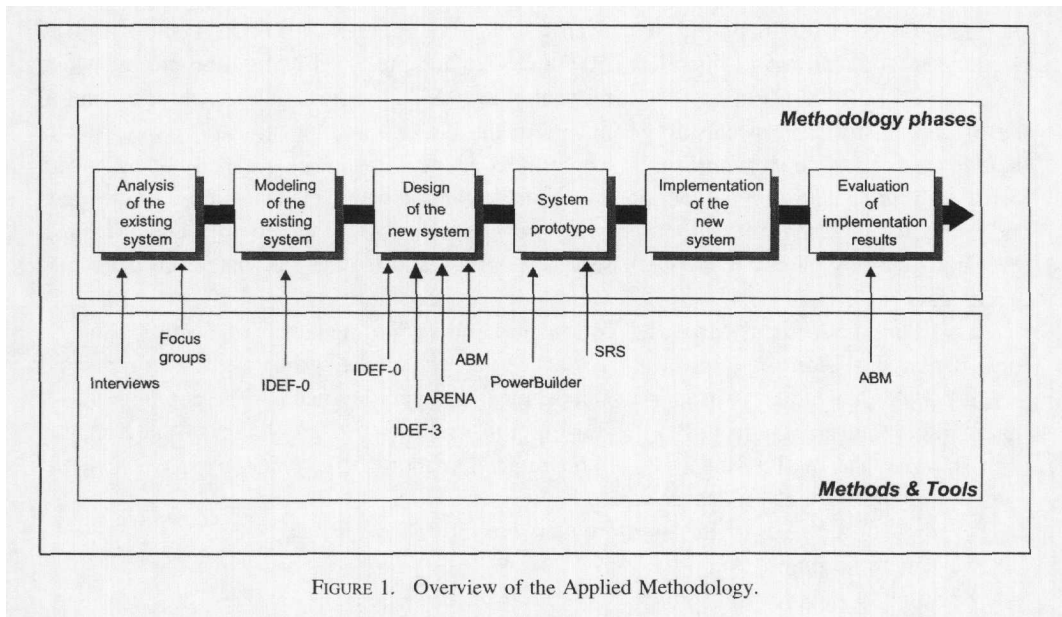 Methodology phases
Analysis
of the
existing
system
Modeling
of the
existing
system
Design
of the
new system
System
prototype
Implementation
of the
new
system
Evaluation
of
implementation
results
Interviews
Focus
groups
IDEF-0
IDEF-0
IDEF-3
ARENA
ABM
PowerBuilder
SRS
ABM
Methods & Tools
FIGURE 1. Overview of the Applied Methodology.